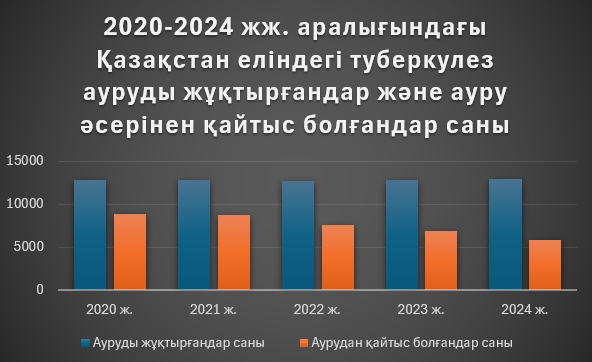 2020-2024 жж. аралығындағы
Қазақстан еліндегі туберкулез
ауруды жұқтырғандар және ауру
әсерінен қайтыс болғандар саны
15000
10000
5000
0
2020 ж.
2021 ж.
2022 ж.
2023 ж.
2024 ж.
Ауруды жұқтырғандар саны
Аурудан қайтыс болғандар саны